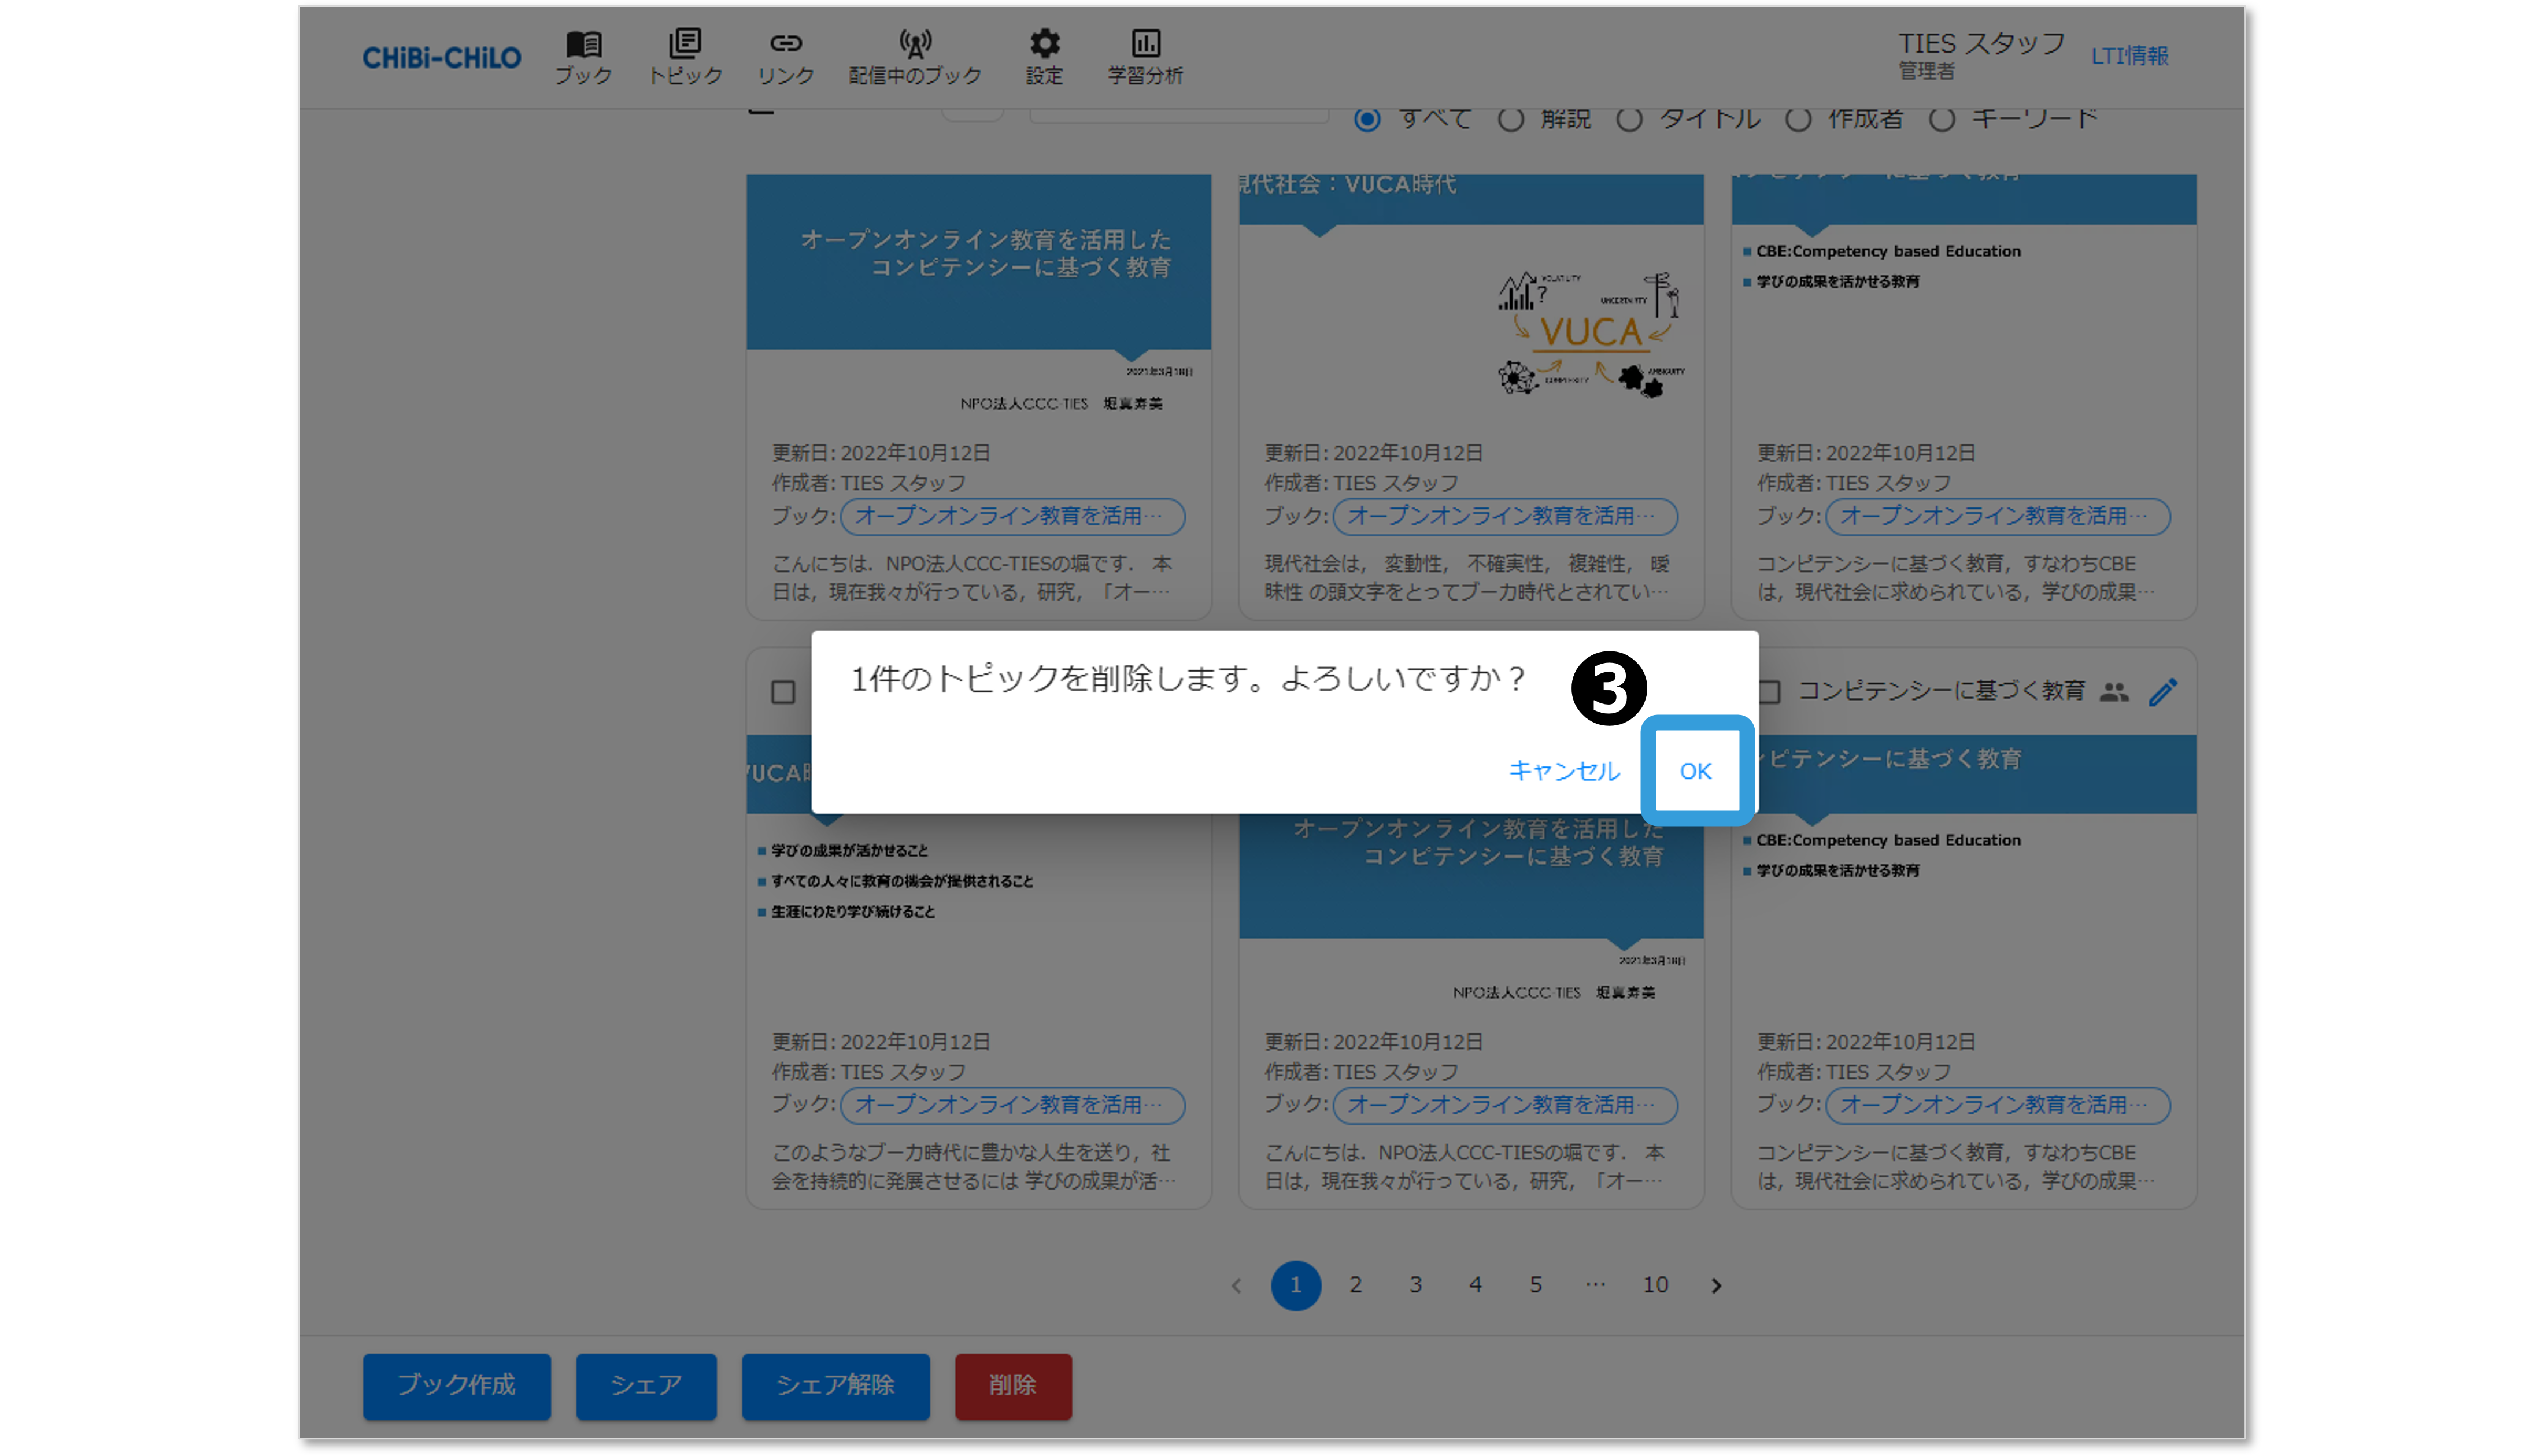 CHiBi-CHiLO
ブック
トピック
リンク
配信中のブック
設定
学習分析
TIES スタッフ
管理者
LTI情報
すべて 解説 タイトル 作成者 キーワード
オープンオンライン教育を活用した
コンピテンシーに基づく教育
2021年3月18日
NPO法人CCC-TIES 堀真寿美
更新日: 2022年10月12日
作成者: TIES スタッフ
ブック: オープンオンライン教育を活用…
こんにちは．NPO法人CCC-TIESの堀です． 本
日は，現在我々が行っている，研究，「オー…
現代社会：VUCA時代
VOLATILITY
UNCERTAINTY
VUCA
COMPLEXITY
AMBIGUITY
更新日: 2022年10月12日
作成者: TIES スタッフ
ブック: オープンオンライン教育を活用…
現代社会は， 変動性， 不確実性， 複雑性， 曖
昧性 の頭文字をとってブーカ時代とされてい…
CBE:Competency based Education
学びの成果を活かせる教育
更新日: 2022年10月12日
作成者: TIES スタッフ
ブック: オープンオンライン教育を活用…
コンピテンシーに基づく教育，すなわちCBE
は，現代社会に求められている，学びの成果…
1件のトピックを削除します。よろしいですか？
3
キャンセル
OK
VUCA
学びの成果が活かせること
すべての人々に教育の機会が提供されること
生涯にわたり学び続けること
更新日: 2022年10月12日
作成者: TIES スタッフ
ブック: オープンオンライン教育を活用…
このようなブーカ時代に豊かな人生を送り，社
会を持続的に発展させるには 学びの成果が活…
オープンオンライン教育を活用した
コンピテンシーに基づく教育
2021年3月18日
NPO法人CCC-TIES 堀真寿美
更新日: 2022年10月12日
作成者: TIES スタッフ
ブック: オープンオンライン教育を活用…
こんにちは．NPO法人CCC-TIESの堀です． 本
日は，現在我々が行っている，研究，「オー…
コンピテンシーに基づく教育
ピテンシーに基づく教育
CBE:Competency based Education
学びの成果を活かせる教育
更新日: 2022年10月12日
作成者: TIES スタッフ
ブック: オープンオンライン教育を活用…
コンピテンシーに基づく教育，すなわちCBE
は，現代社会に求められている，学びの成果…
1 2 3 4 5 … 10
ブック作成
シェア
シェア解除
削除